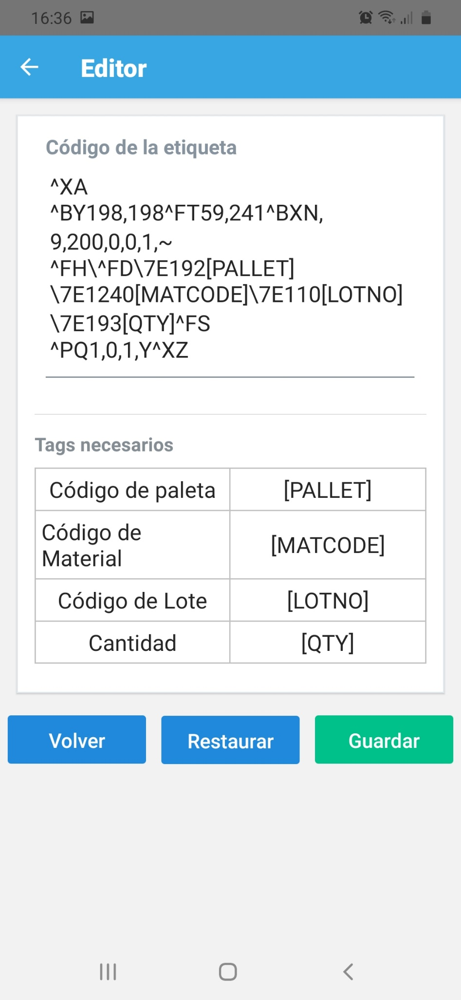 16:36
Editor
Código de la etiqueta
^XA
^BY198,198^FT59,241^BXN,
9,200,0,0,1,~
^FH\^FD\7E192[PALLET]
\7E1240[MATCODE]\7E110[LOTNO]
\7E193[QTY]^FS
^PQ1,0,1,Y^XZ
Tags necesarios
Código de paleta [PALLET]
Código de
Material
[MATCODE]
Código de Lote [LOTNO]
Cantidad [QTY]
Volver Restaurar Guardar